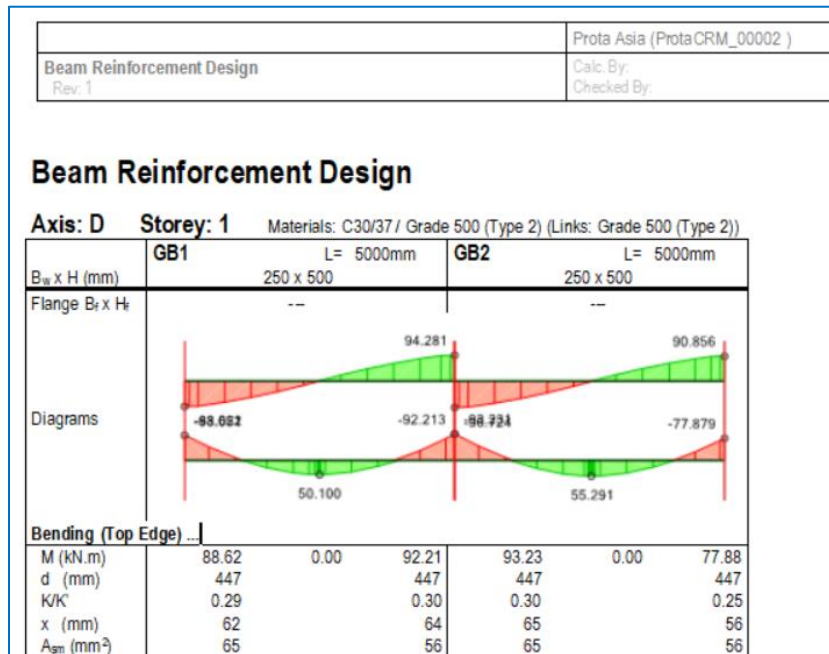 Prota Asia (ProtaCRM_00002 )
Beam Reinforcement Design
Calc. By:
Rev: 1
Checked By:
Beam Reinforcement Design
Axis: D Storey: 1 Materials: C30/37 / Grade 500 (Type 2) (Links: Grade 500 (Type 2))
GB1 L= 5000mm GB2 L= 5000mm
Bw x H (mm) 250 x 500 250 x 500
Flange Bf x Hf --- ---
94.281 90.856
Diagrams -92.213 -77.879
50.100 55.291
Bending (Top Edge) ...
M (kN.m) 88.62 0.00 92.21 93.23 0.00 77.88
d (mm) 447 447 447 447
K/K' 0.29 0.30 0.30 0.25
x (mm) 62 64 65 56
Asm (mm²) 65 56 65 56